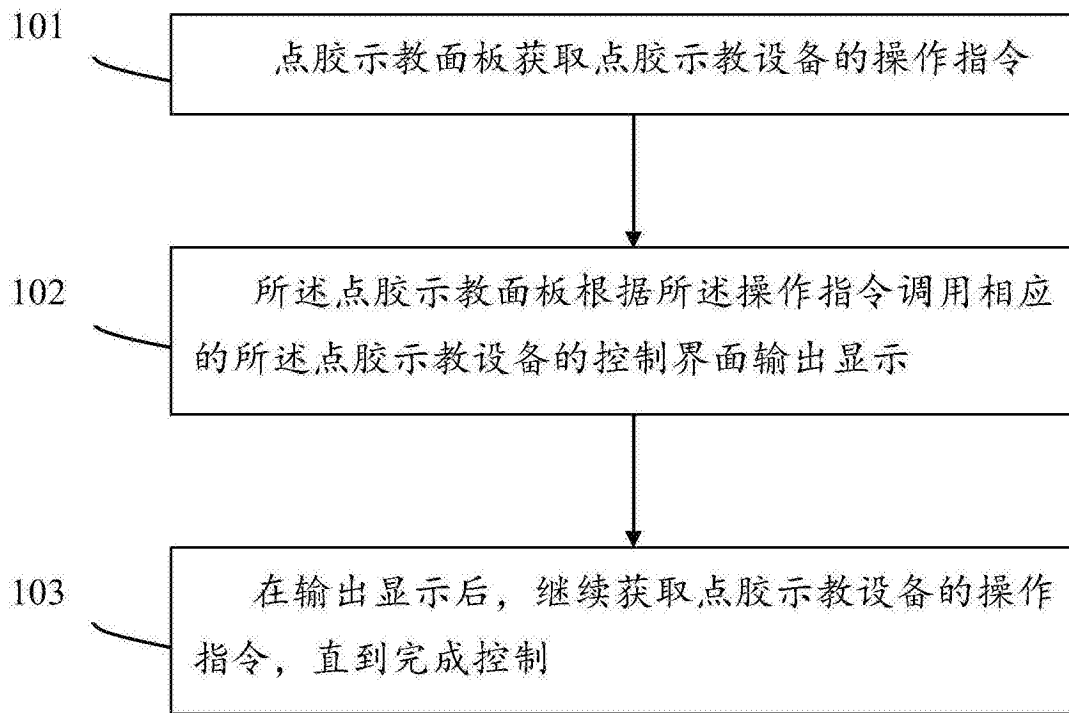 101
点胶示教面板获取点胶示教设备的操作指令
102
所述点胶示教面板根据所述操作指令调用相应
的所述点胶示教设备的控制界面输出显示
103
在输出显示后，继续获取点胶示教设备的操作
指令，直到完成控制